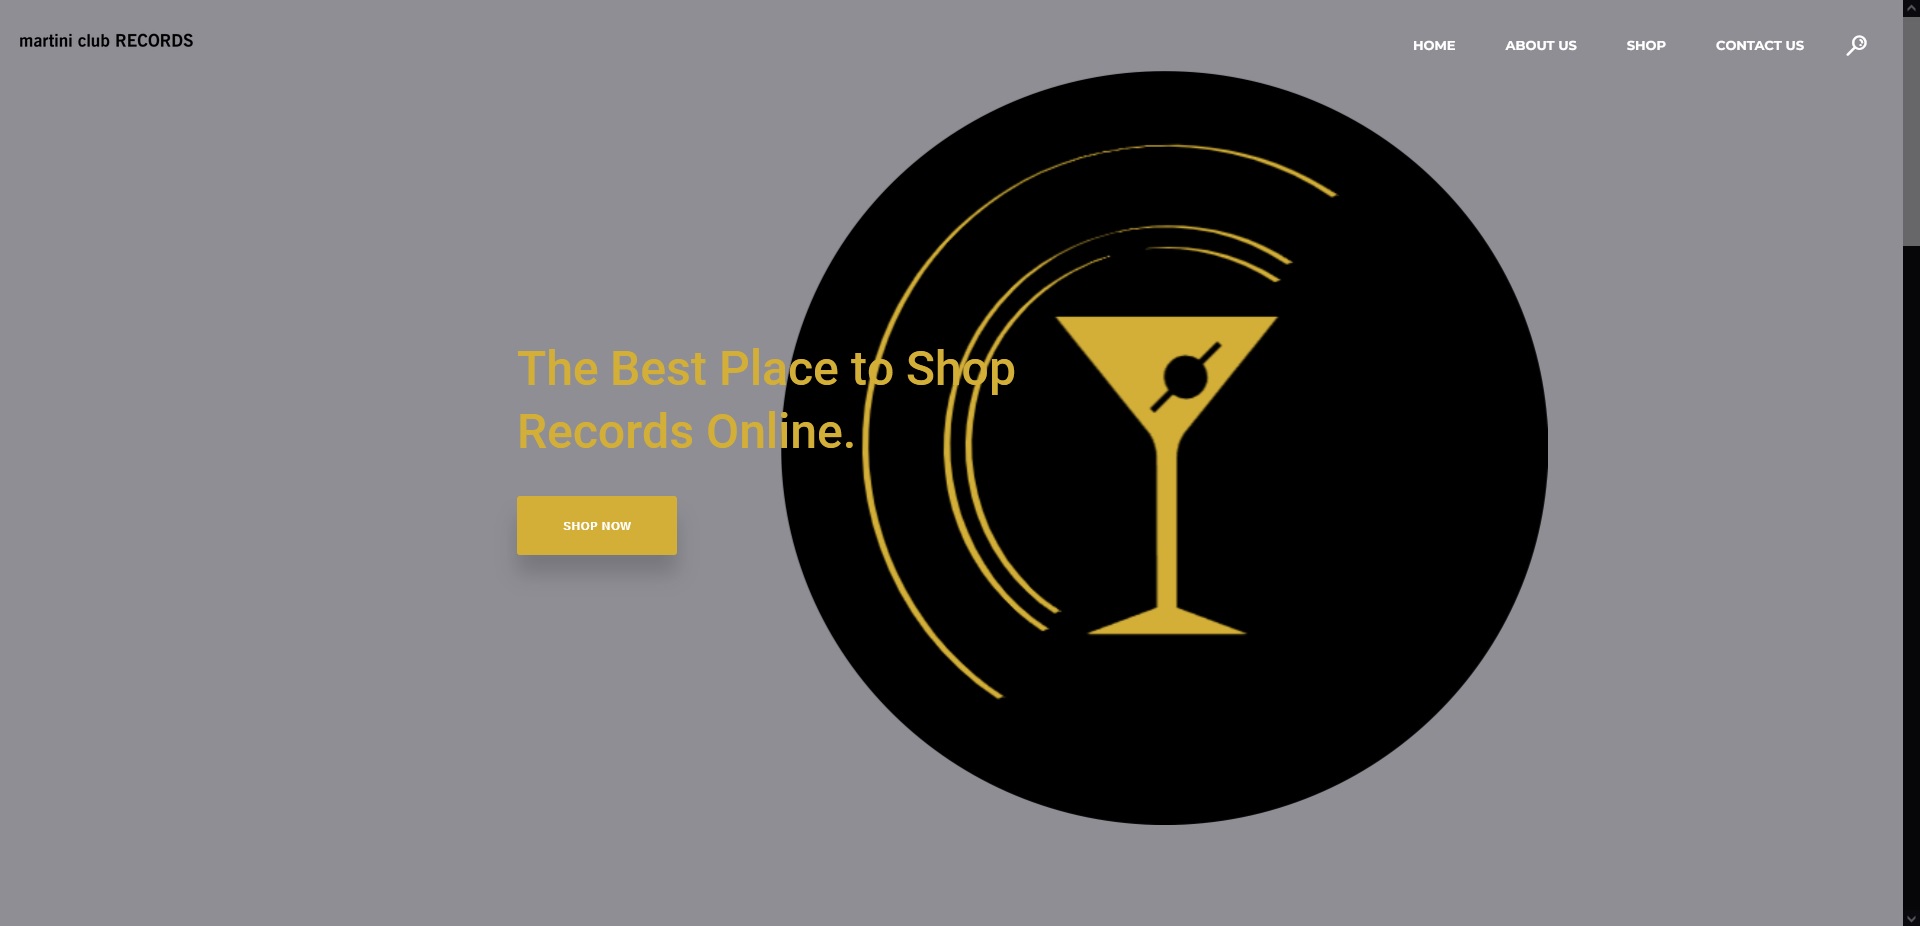 martini club RECORDS
HOME
ABOUT US
SHOP
CONTACT US
The Best Place to Shop
Records Online.
SHOP NOW